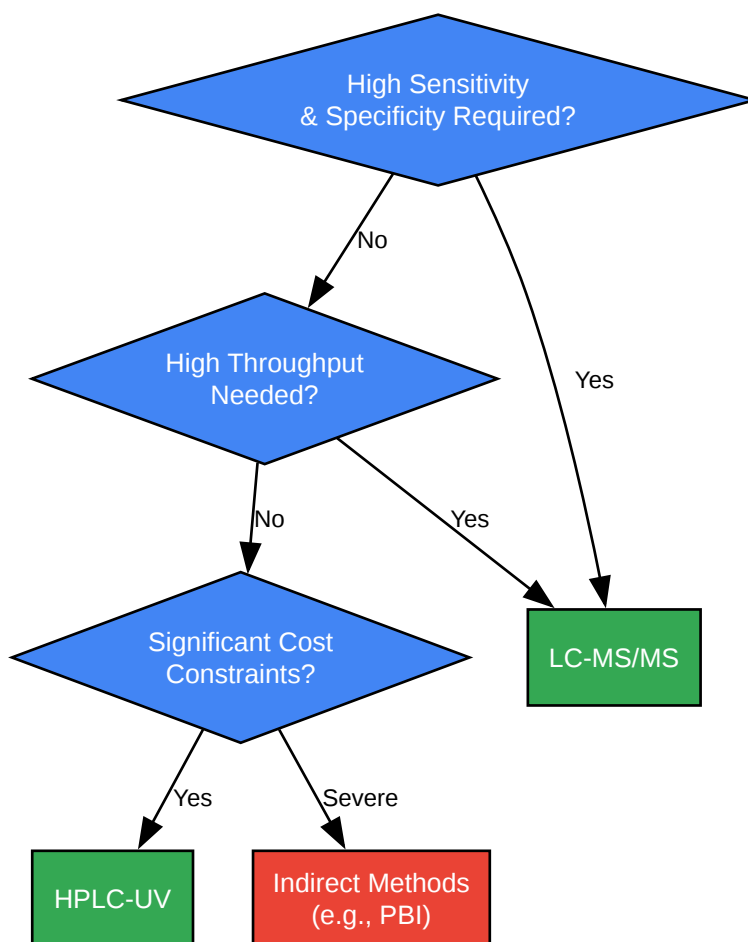 High Sensitivity
& Specificity Required?
No
High Throughput
Needed?
Yes
No
Yes
Significant Cost
Constraints?
LC-MS/MS
Yes
Severe
HPLC-UV
Indirect Methods
(e.g., PBI)